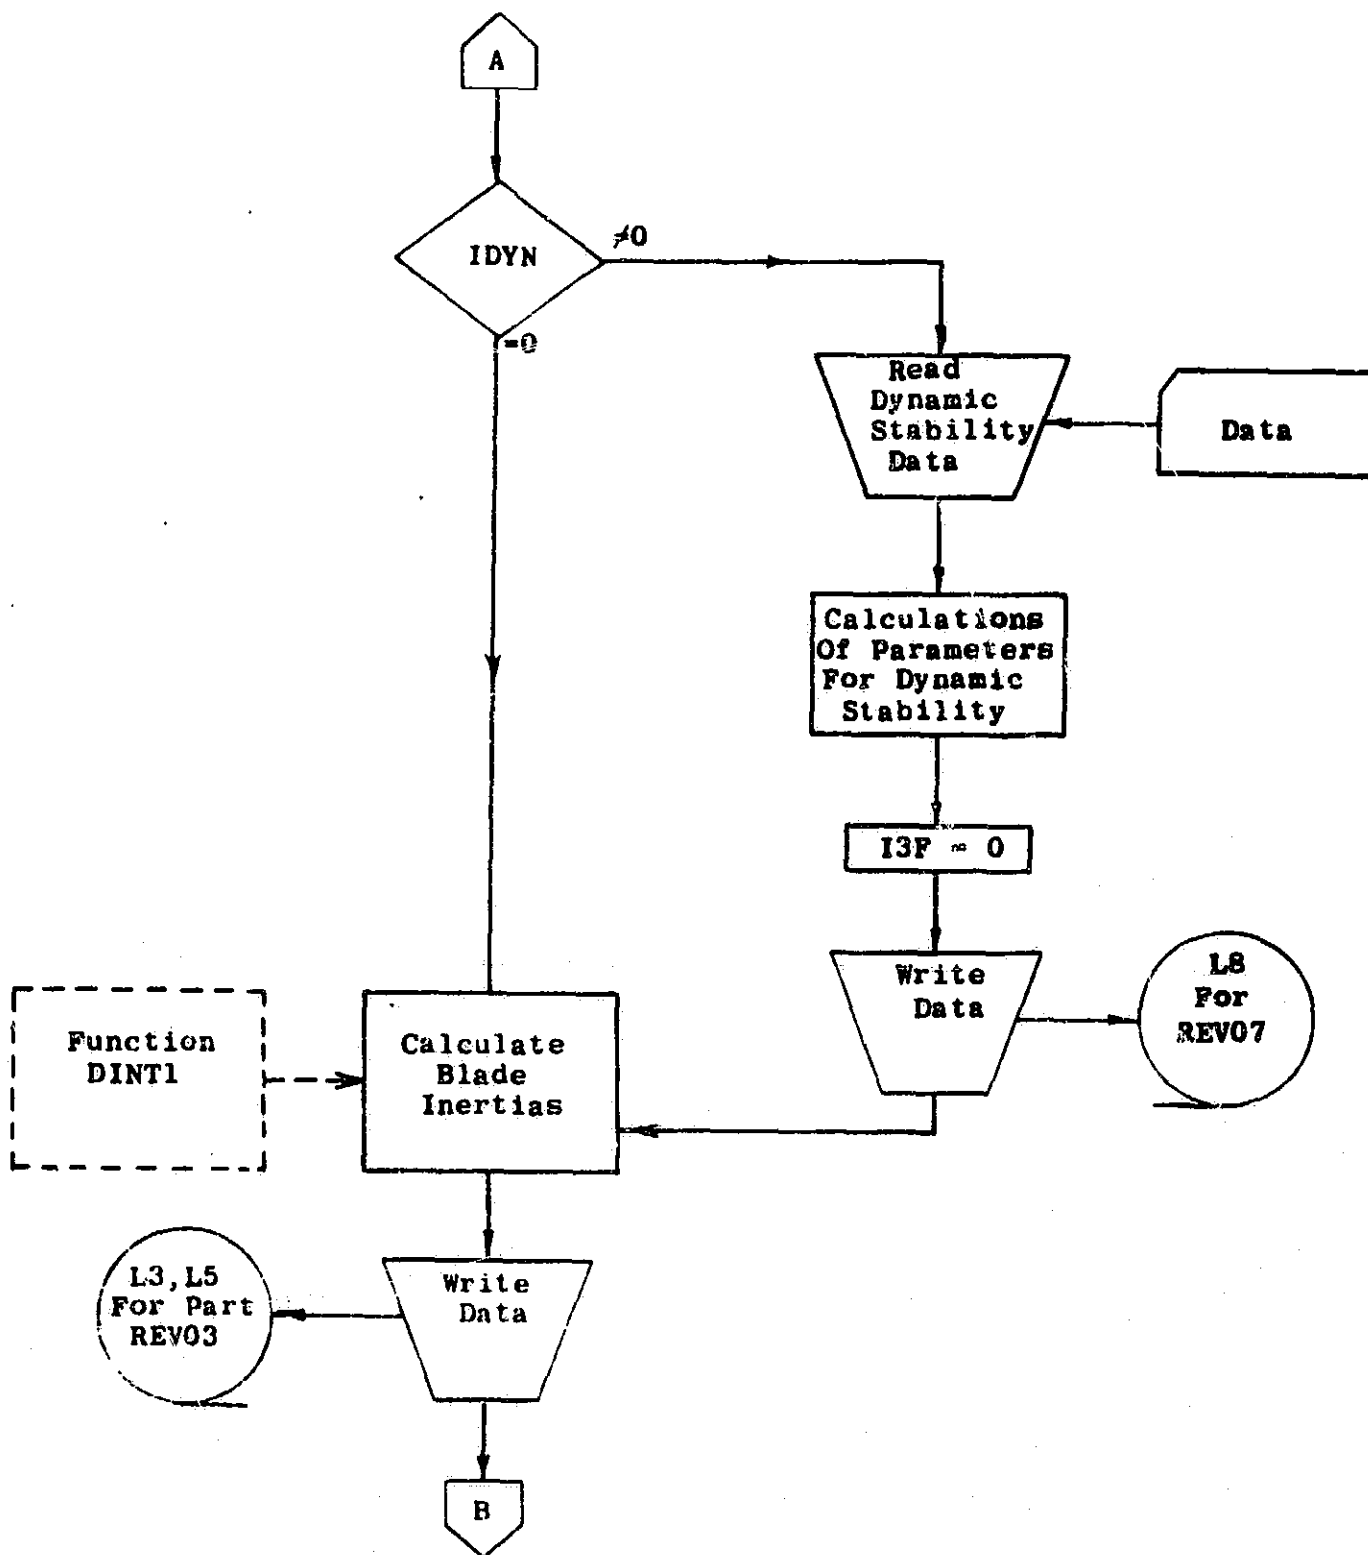 A
IDYN
≠0
=0
Read
Dynamic
Stability
Data
Data
Calculations
Of Parameters
For Dynamic
Stability
I3F = 0
Write
Data
L8
For
REV07
Function
DINT1
Calculate
Blade
Inertias
L3,L5
For Part
REV03
Write
Data
B